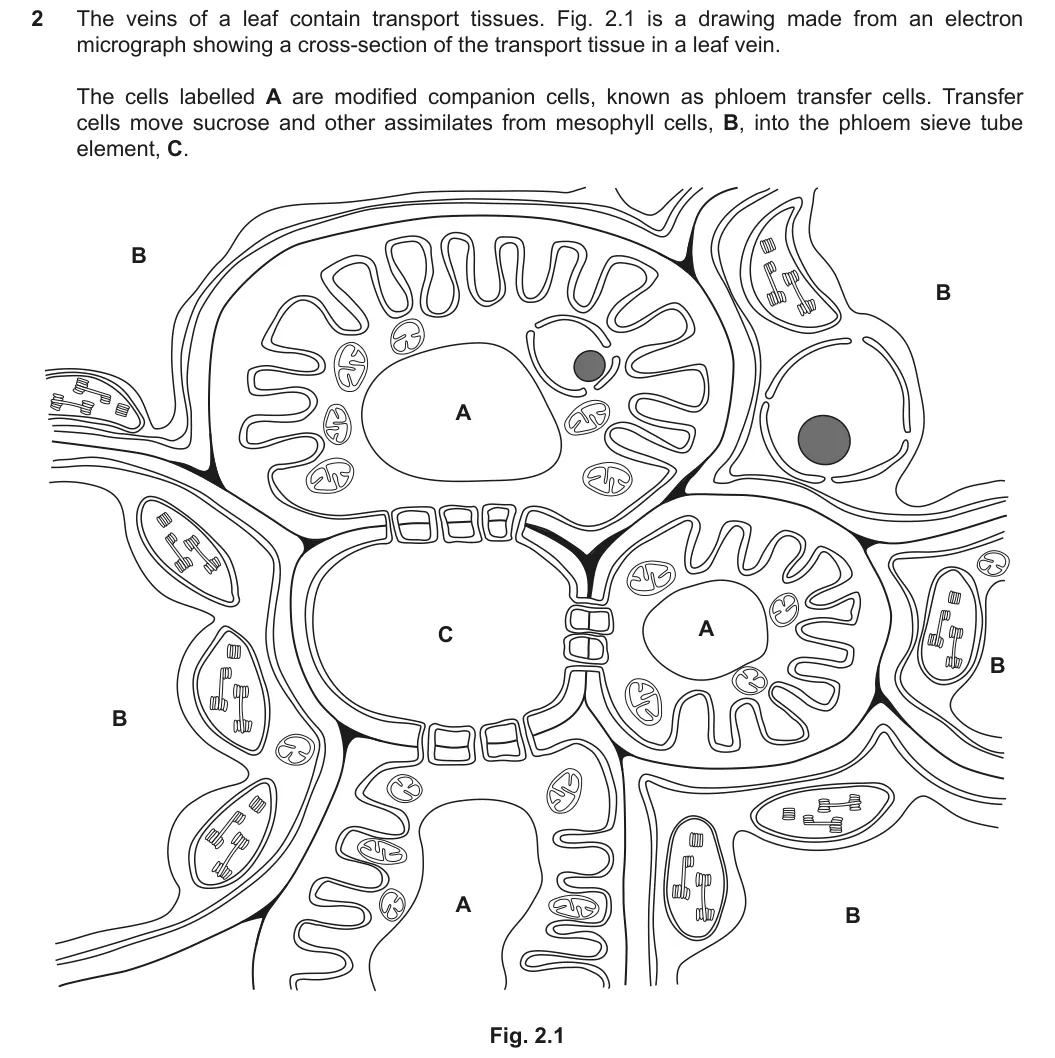 2 The veins of a leaf contain transport tissues. Fig. 2.1 is a drawing made from an electron
micrograph showing a cross-section of the transport tissue in a leaf vein.
The cells labelled A are modified companion cells, known as phloem transfer cells. Transfer
cells move sucrose and other assimilates from mesophyll cells, B, into the phloem sieve tube
element, C.
B
B
A
C
A
B
B
A
B
Fig. 2.1